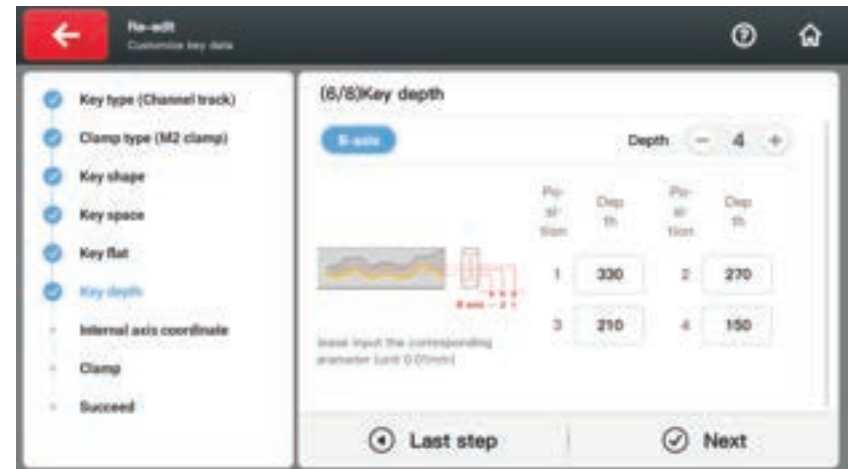 Re-edit
Customize key data
Key type (Channel track)
Clamp type (M2 clamp)
Key shape
Key space
Key flat
Key depth
Internal axis coordinate
Clamp
Succeed
(6/8)Key depth
B-axis
Depth - 4 +
Po-
si-
tion
Dep
th
Po-
si-
tion
Dep
th
1 330 2 270
3 210 4 150
lease input the corresponding
arameter (unit 0.01mm)
Last step
Next